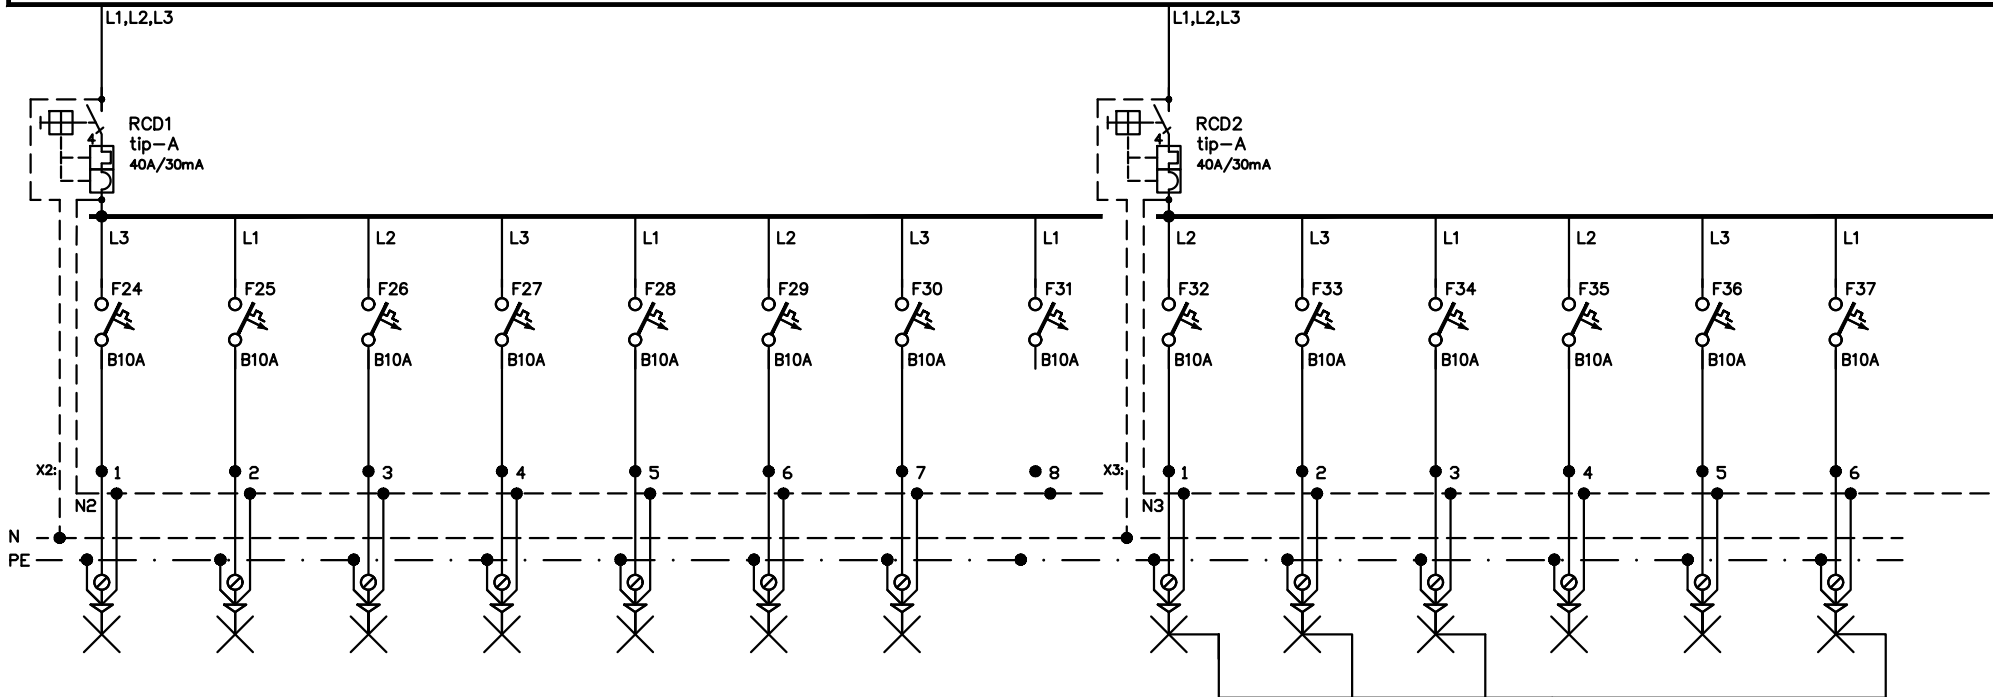 L1,L2,L3
L1,L2,L3
4
RCD1
tip-A
40A/30mA
4
RCD2
tip-A
40A/30mA
L3
L1
L2
L3
L1
L2
L3
L1
L2
L3
L1
L2
L3
L1
F24
F25
F26
F27
F28
F29
F30
F31
F32
F33
F34
F35
F36
F37
B10A
B10A
B10A
B10A
B10A
B10A
B10A
B10A
B10A
B10A
B10A
B10A
B10A
B10A
X2:
1
2
3
4
5
6
7
8
X3:
1
2
3
4
5
6
N2
N3
N
PE